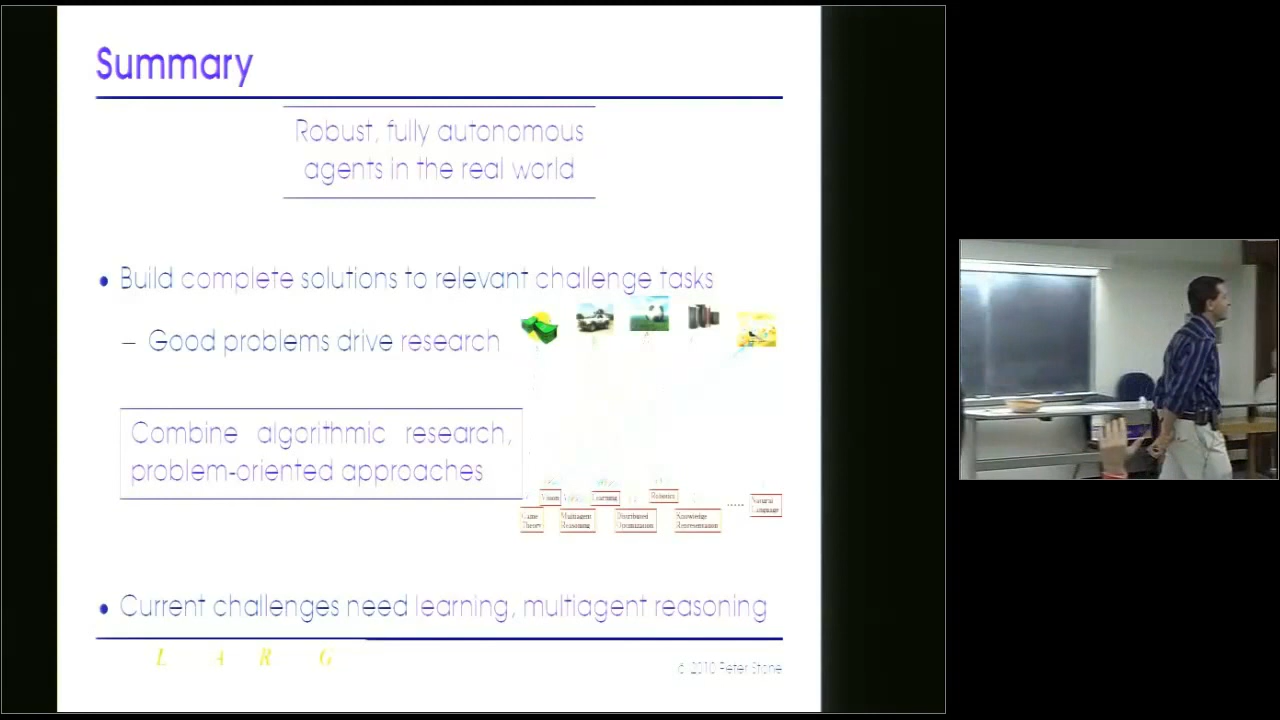 Summary
Robust, fully autonomous
agents in the real world
• Build complete solutions to relevant challenge tasks
– Good problems drive research
Combine algorithmic research,
problem-oriented approaches
Vision
Learning
Robotics
Game
Theory
Multiagent
Reasoning
Distributed
Optimization
Knowledge
Representation
.....
Natural
Language
• Current challenges need learning, multiagent reasoning
L A R G
© 2010 Peter Stone